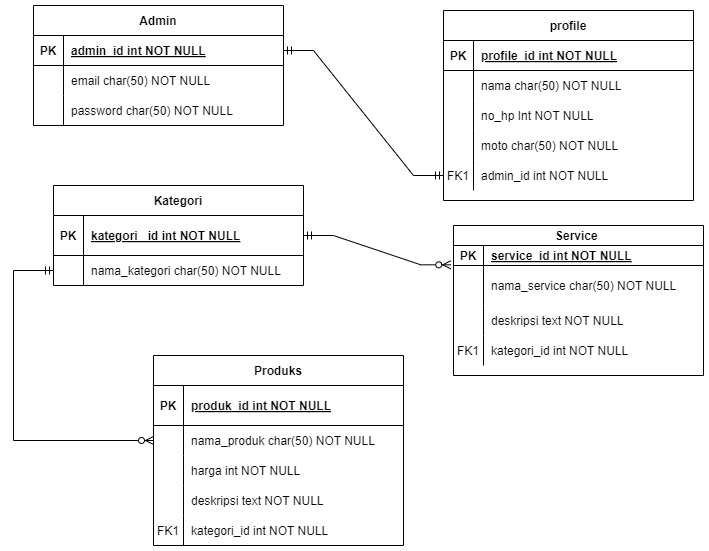 Admin
PK admin_id int NOT NULL
email char(50) NOT NULL
password char(50) NOT NULL
profile
PK profile_id int NOT NULL
nama char(50) NOT NULL
no_hp Int NOT NULL
moto char(50) NOT NULL
FK1 admin_id int NOT NULL
Kategori
PK kategori_id int NOT NULL
nama_kategori char(50) NOT NULL
Service
PK service_id int NOT NULL
nama_service char(50) NOT NULL
deskripsi text NOT NULL
FK1 kategori_id int NOT NULL
Produks
PK produk_id int NOT NULL
nama_produk char(50) NOT NULL
harga int NOT NULL
deskripsi text NOT NULL
FK1 kategori_id int NOT NULL